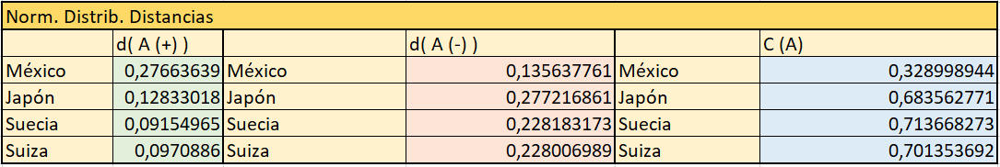 Norm. Distrib. Distancias
d( A (+) ) d( A (-) ) C (A)
México 0,27663639 México 0,135637761 México 0,328998944
Japón 0,12833018 Japón 0,277216861 Japón 0,683562771
Suecia 0,09154965 Suecia 0,228183173 Suecia 0,713668273
Suiza 0,0970886 Suiza 0,228006989 Suiza 0,701353692